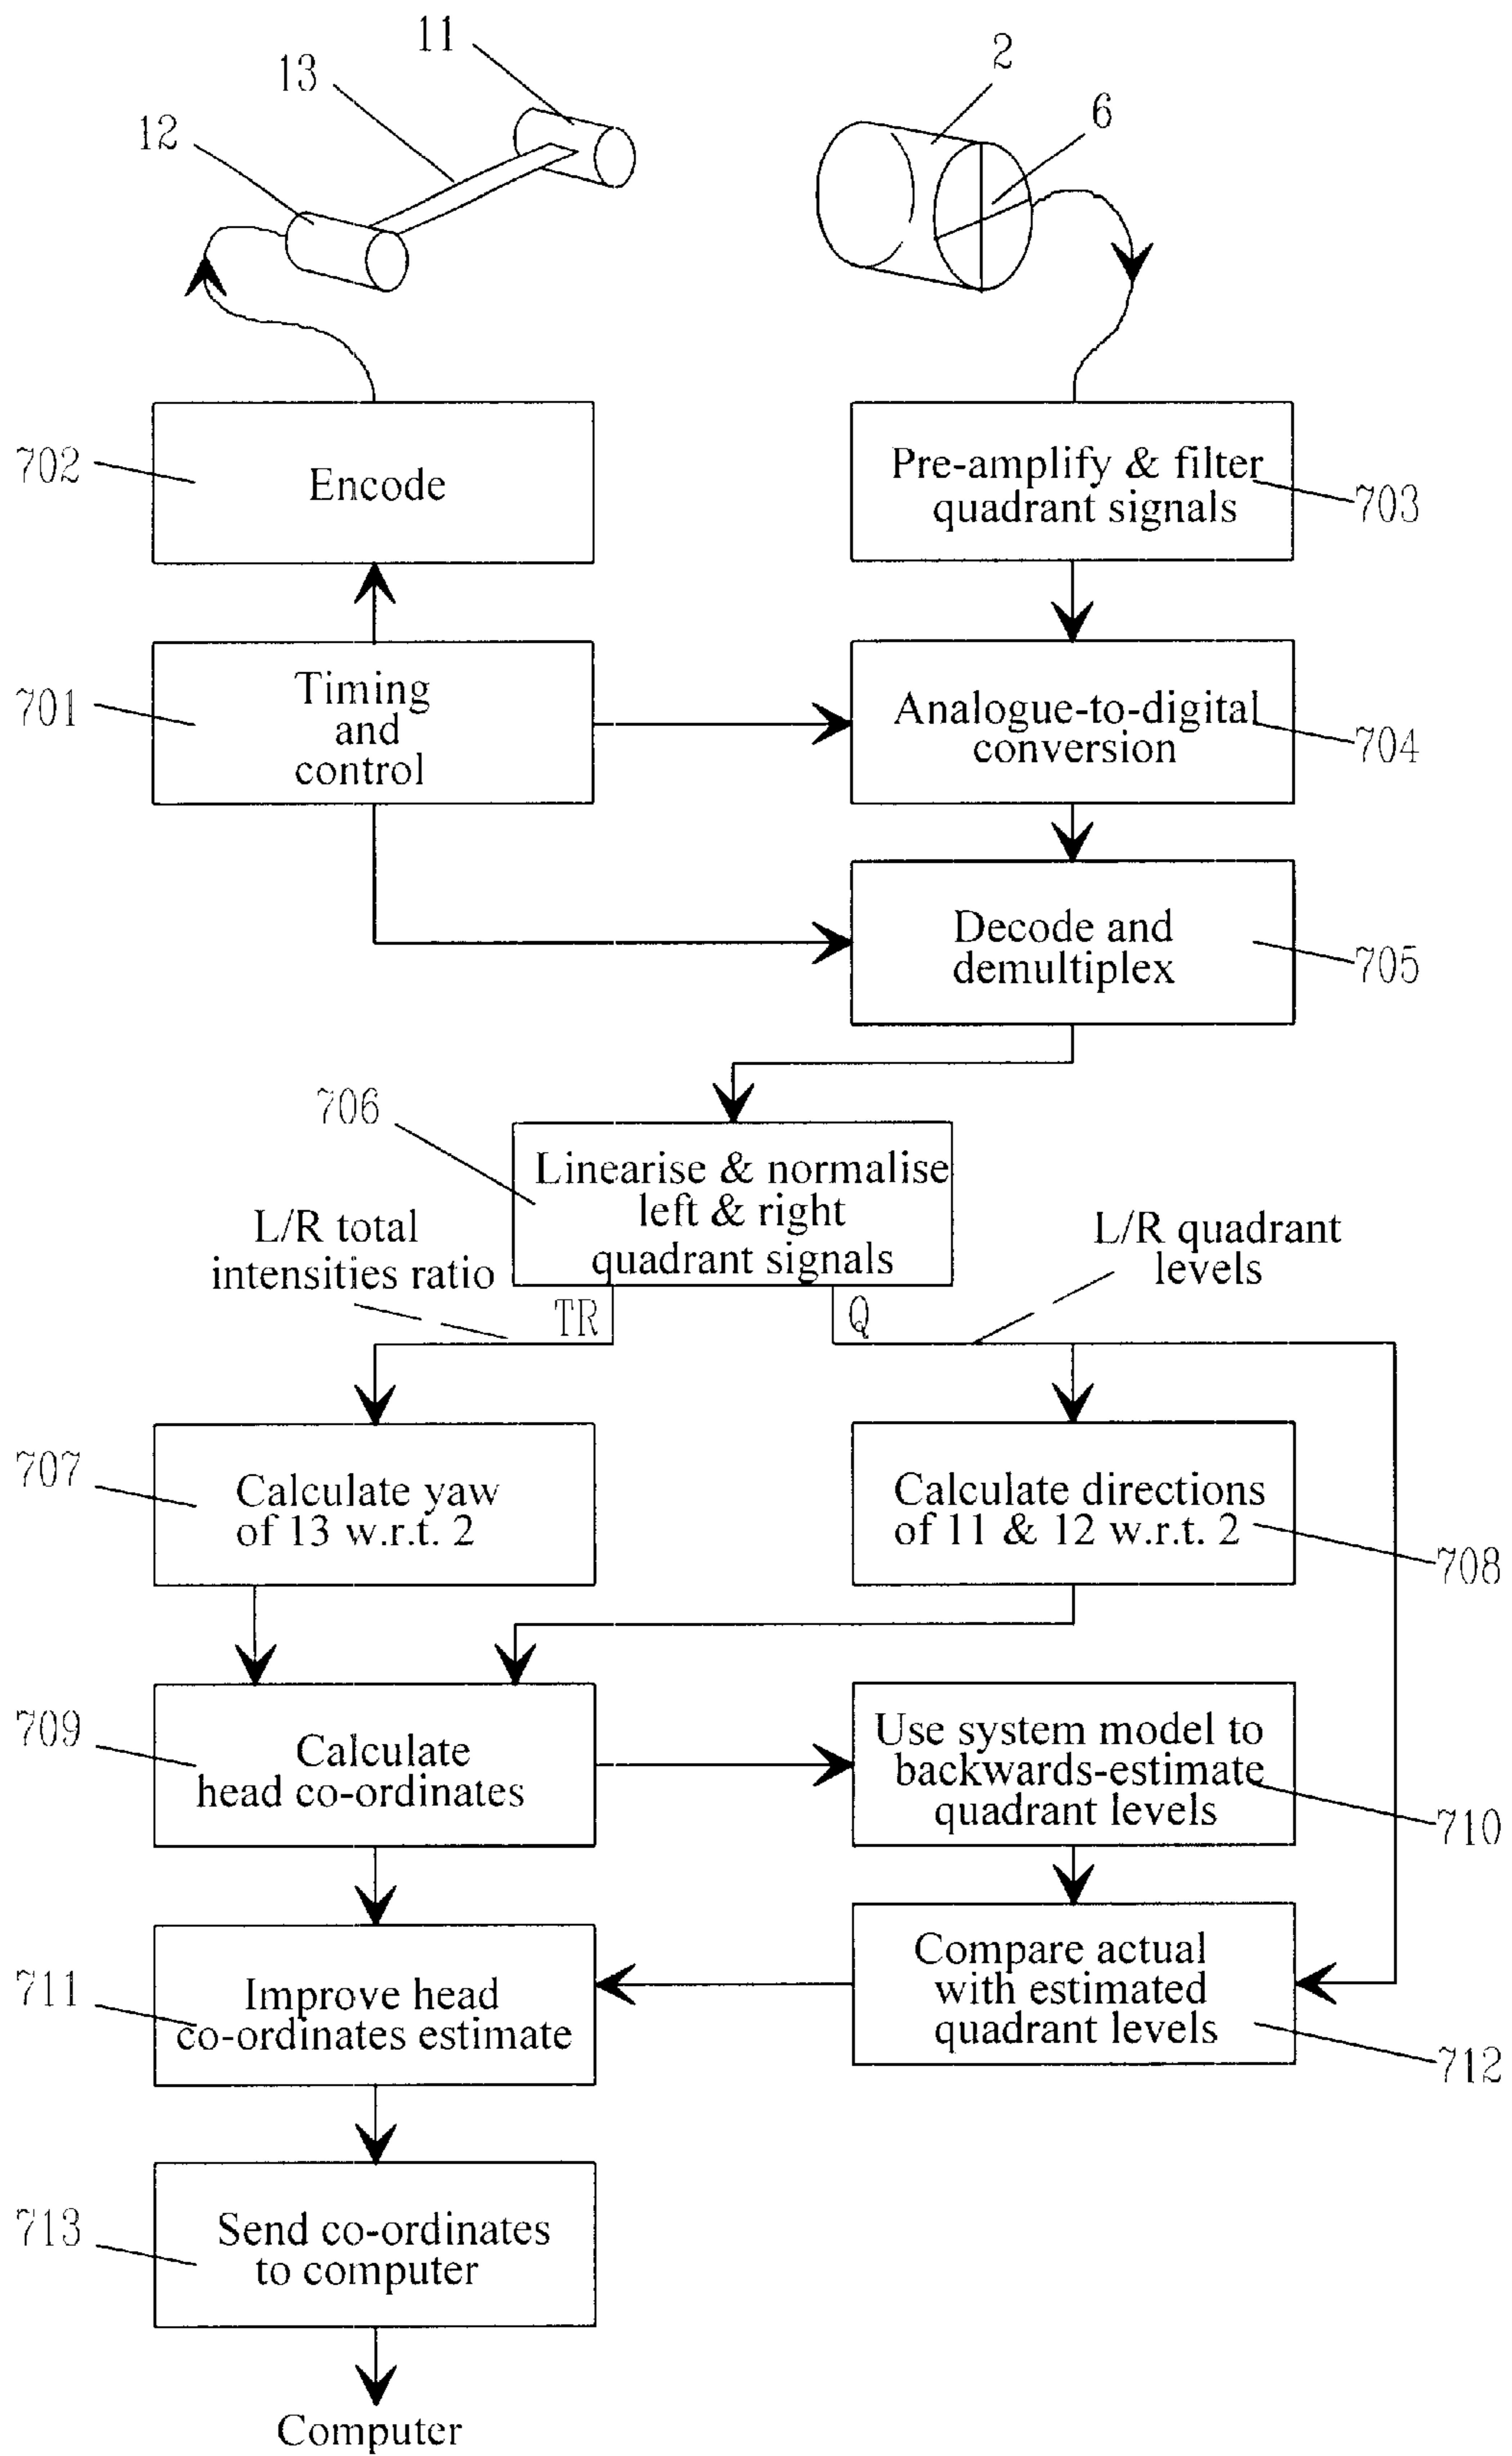 11
2
13
6
12
702
Encode
Pre-amplify & filter
quadrant signals
703
701
Timing
and
control
Analogue-to-digital
conversion
704
Decode and
demultiplex
705
706
Linearise & normalise
left & right
quadrant signals
L/R total
intensities ratio
L/R quadrant
levels
TR
Q
707
Calculate yaw
of 13 w.r.t. 2
Calculate directions
of 11 & 12 w.r.t. 2
708
709
Calculate
head co-ordinates
Use system model to
backwards-estimate
quadrant levels
710
711
Improve head
co-ordinates estimate
Compare actual
with estimated
quadrant levels
712
713
Send co-ordinates
to computer
Computer